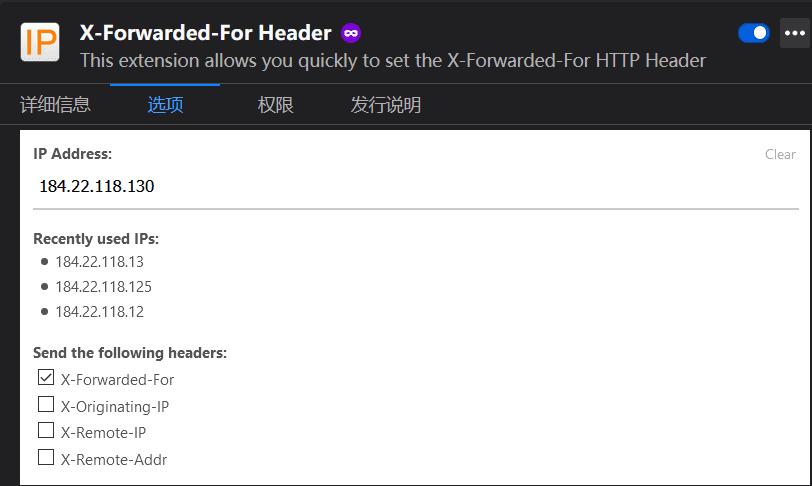 IP
X-Forwarded-For Header
This extension allows you quickly to set the X-Forwarded-For HTTP Header
详细信息 选项 权限 发行说明
IP Address: Clear
184.22.118.130
Recently used IPs:
184.22.118.13
184.22.118.125
184.22.118.12
Send the following headers:
X-Forwarded-For
X-Originating-IP
X-Remote-IP
X-Remote-Addr